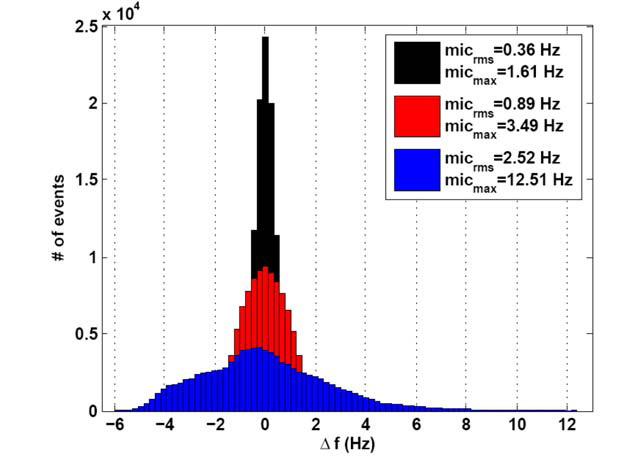 x 10⁴
2.5
2
1.5
1
0.5
0
# of events
mic_rms=0.36 Hz
mic_max=1.61 Hz
mic_rms=0.89 Hz
mic_max=3.49 Hz
mic_rms=2.52 Hz
mic_max=12.51 Hz
−6 −4 −2 0 2 4 6 8 10 12
Δ f (Hz)